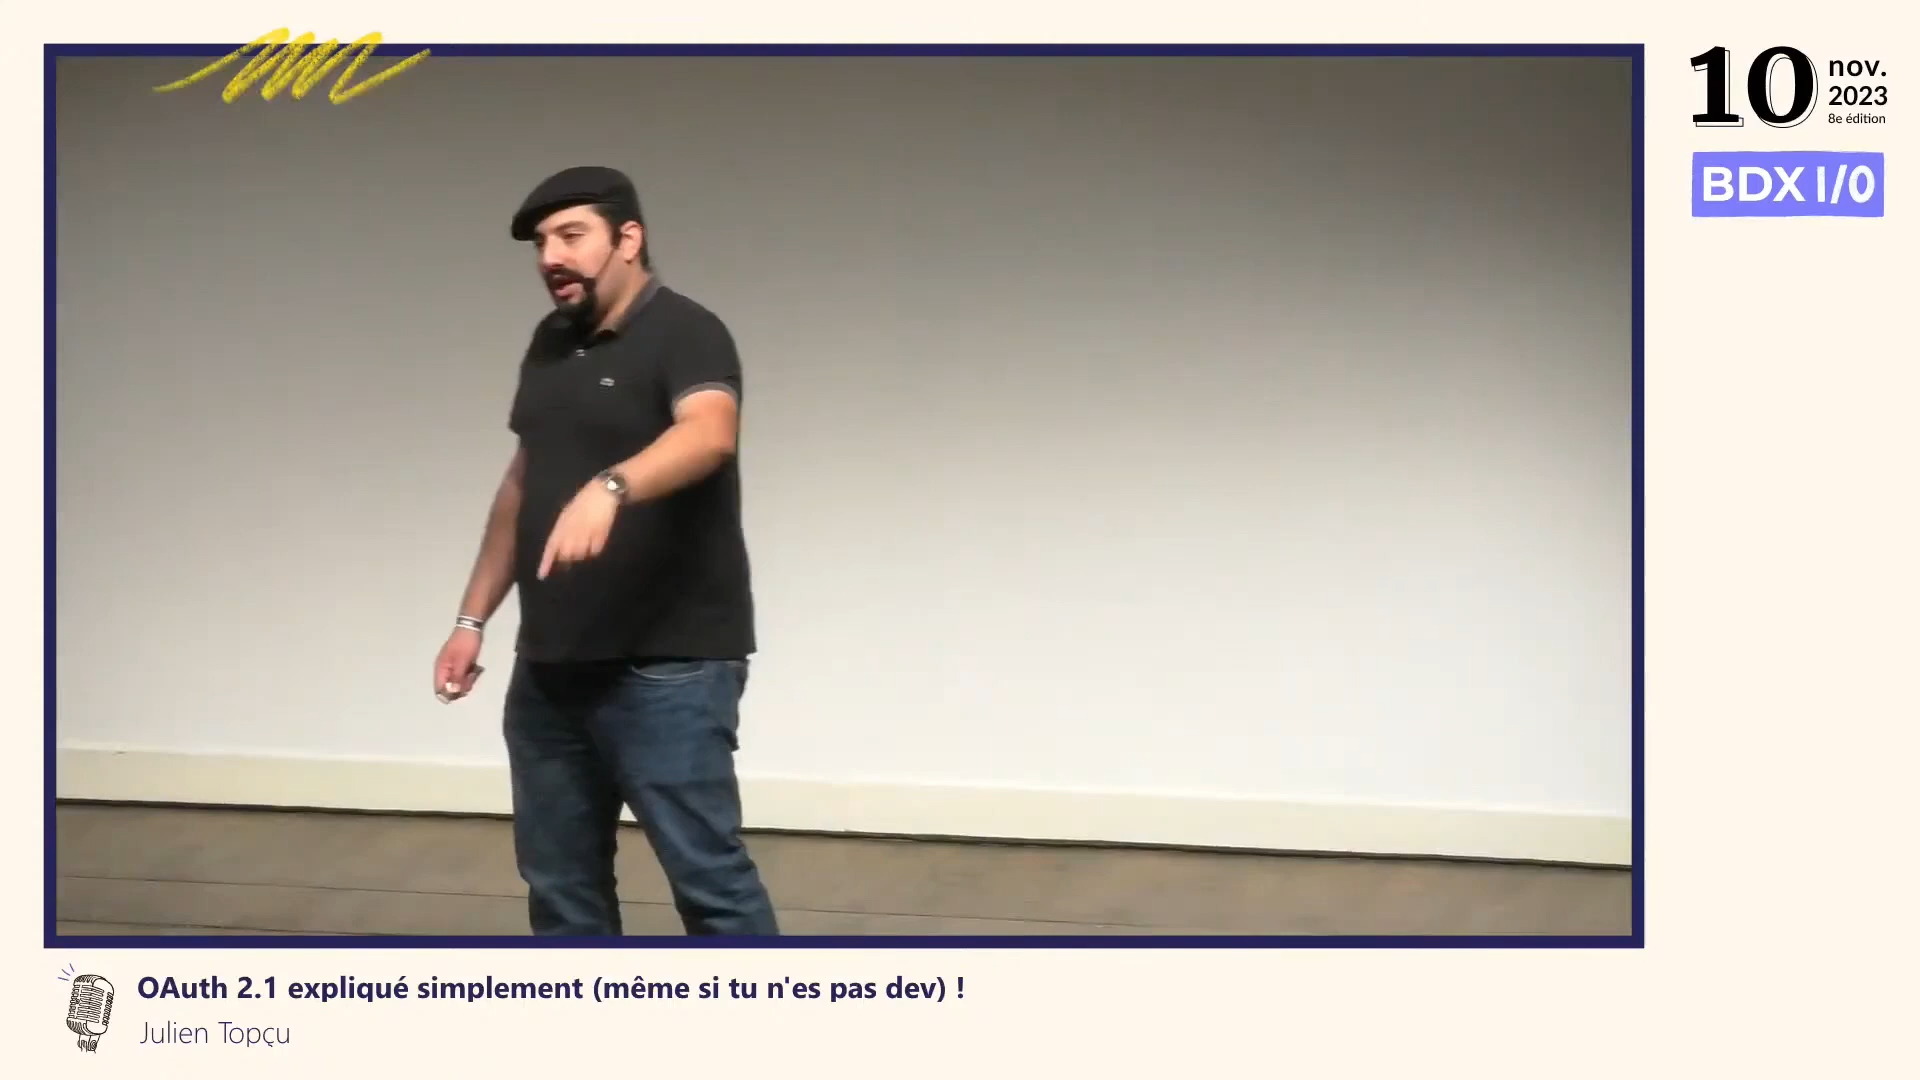 10
nov.
2023
8e édition
BDX I/O
OAuth 2.1 expliqué simplement (même si tu n'es pas dev) !
Julien Topçu